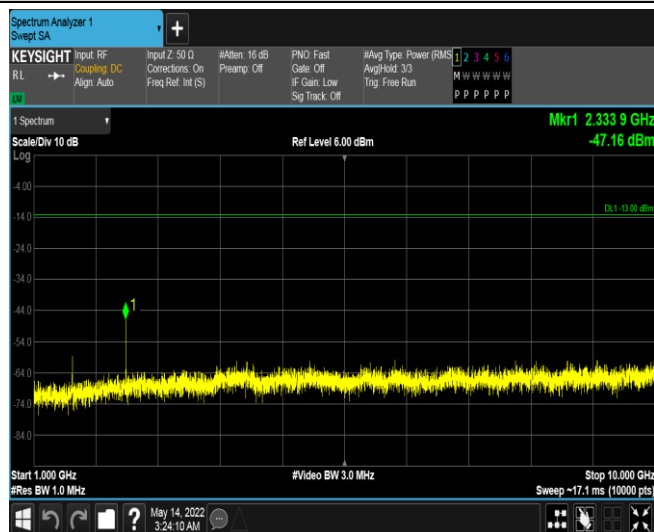 Spectrum Analyzer 1
Swept SA
+
KEYSIGHT
RL
LXI
Input: RF
Coupling: DC
Align: Auto
Input Z: 50 Ω
Corrections: On
Freq Ref: Int (S)
#Atten: 16 dB
Preamp: Off
PNO: Fast
Gate: Off
IF Gain: Low
Sig Track: Off
#Avg Type: Power (RMS
Avg|Hold: 3/3
Trig: Free Run
1 2 3 4 5 6
M W W W W W
P P P P P P
1 Spectrum
Mkr1 2.333 9 GHz
Scale/Div 10 dB
Ref Level 6.00 dBm
-47.16 dBm
Log
-4.00
DL1 -13.00 dBm
-14.0
-24.0
-34.0
1
-44.0
-54.0
-64.0
-74.0
-84.0
Start 1.000 GHz
#Video BW 3.0 MHz
Stop 10.000 GHz
#Res BW 1.0 MHz
Sweep ~17.1 ms (10000 pts)
?
May 14, 2022
3:24:10 AM